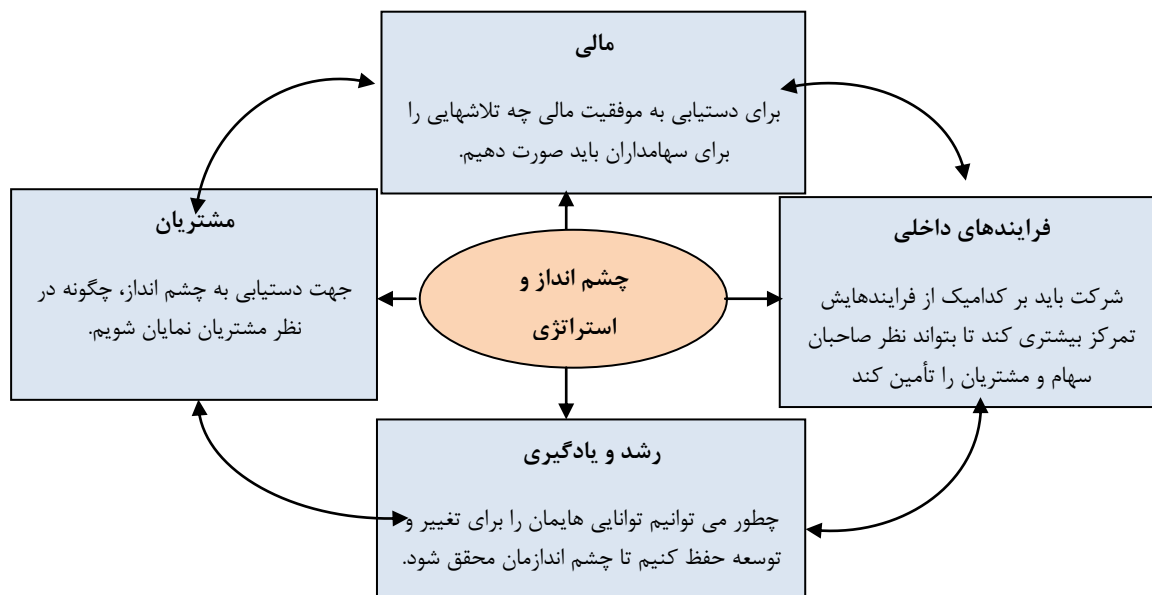 مالی
برای دستیابی به موفقیت مالی چه تلاشهایی را
برای سهامداران باید صورت دهیم.
فرایندهای داخلی
شرکت باید بر کدامیک از فرایندهایش
تمرکز بیشتری کند تا بتواند نظر صاحبان
سهام و مشتریان را تأمین کند
چشم انداز و
استراتژی
مشتریان
جهت دستیابی به چشم انداز، چگونه در
نظر مشتریان نمایان شویم.
رشد و یادگیری
چطور می توانیم توانایی هایمان را برای تغییر و
توسعه حفظ کنیم تا چشم اندازمان محقق شود.